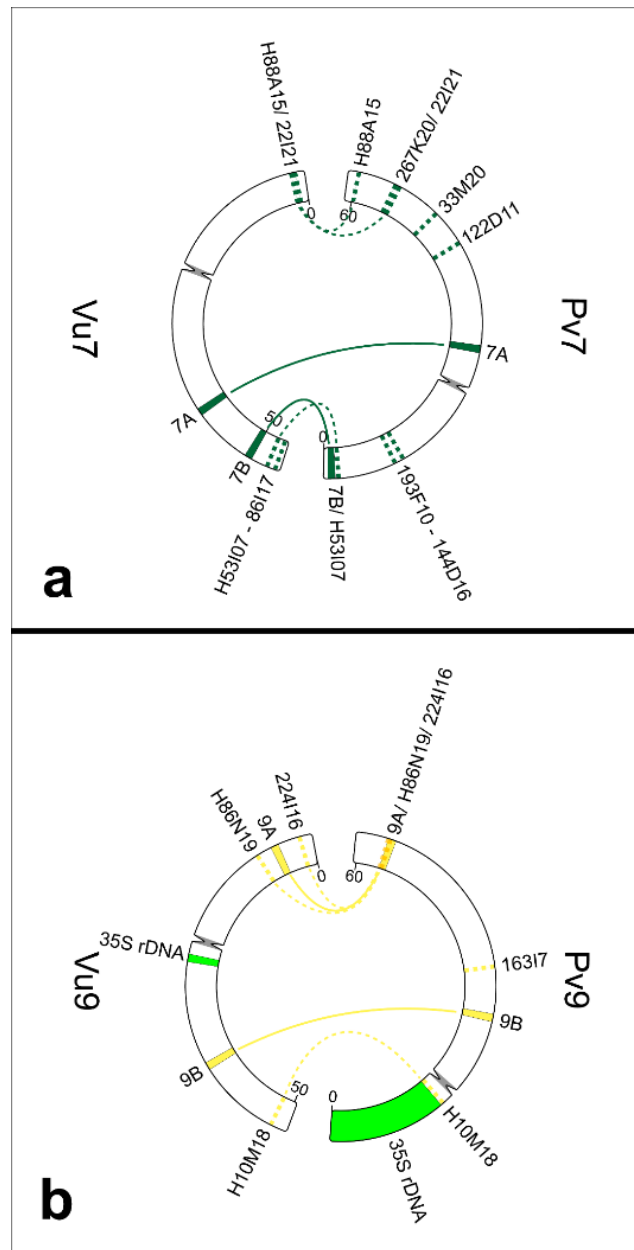 H88A15/ 22I21
H88A15
267K20/ 22I21
33M20
122D11
0
60
Vu7
Pv7
7A
7A
50
0
7B
H53I07 - 86I17
7B/ H53I07
193F10 - 144D16
a
9A/ H86N19/ 224I16
224I16
9A
H86N19
0
60
35S rDNA
163I7
Vu9
Pv9
9B
9B
50
0
H10M18
H10M18
35S rDNA
b